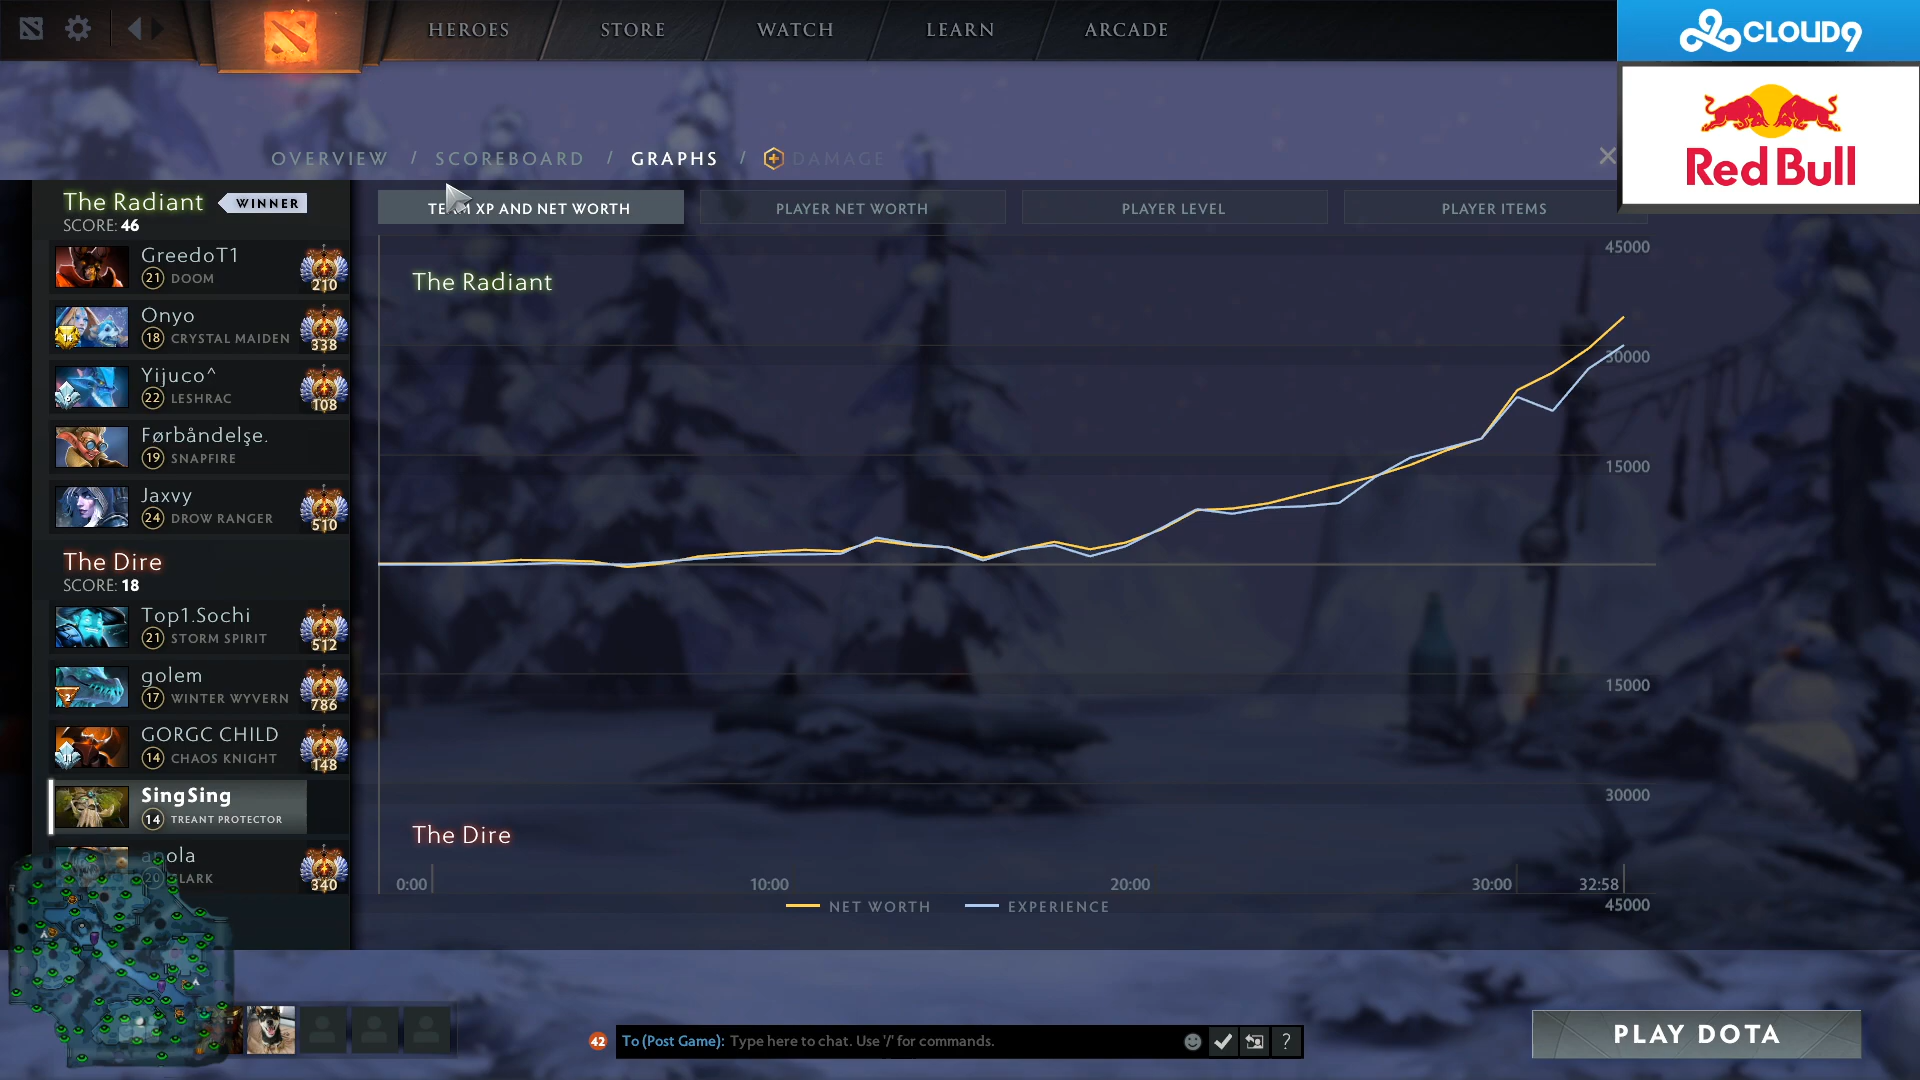 HEROES
STORE
WATCH
LEARN
ARCADE
CLOUD9
Red Bull
OVERVIEW / SCOREBOARD / GRAPHS / DAMAGE
TEAM XP AND NET WORTH
PLAYER NET WORTH
PLAYER LEVEL
PLAYER ITEMS
The Radiant
WINNER
SCORE: 46
GreedoT1
21 DOOM
210
Onyo
18 CRYSTAL MAIDEN
338
Yijuco^
22 LESHRAC
108
Førbåndelşe.
19 SNAPFIRE
Jaxvy
24 DROW RANGER
510
The Dire
SCORE: 18
Top1.Sochi
21 STORM SPIRIT
512
golem
17 WINTER WYVERN
786
GORGC CHILD
14 CHAOS KNIGHT
148
SingSing
14 TREANT PROTECTOR
20
340
The Radiant
45000
30000
15000
15000
30000
The Dire
0:00
10:00
20:00
30:00
32:58
45000
NET WORTH
EXPERIENCE
42
To (Post Game): Type here to chat. Use '/' for commands.
?
PLAY DOTA